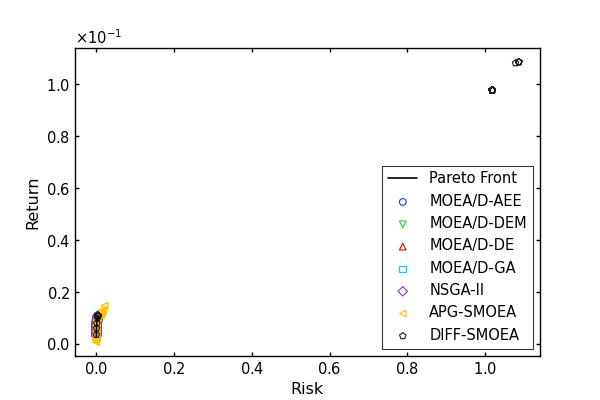 ×10⁻¹
1.0
0.8
0.6
0.4
0.2
0.0
Return
Pareto Front
MOEA/D-AEE
MOEA/D-DEM
MOEA/D-DE
MOEA/D-GA
NSGA-II
APG-SMOEA
DIFF-SMOEA
0.0 0.2 0.4 0.6 0.8 1.0
Risk